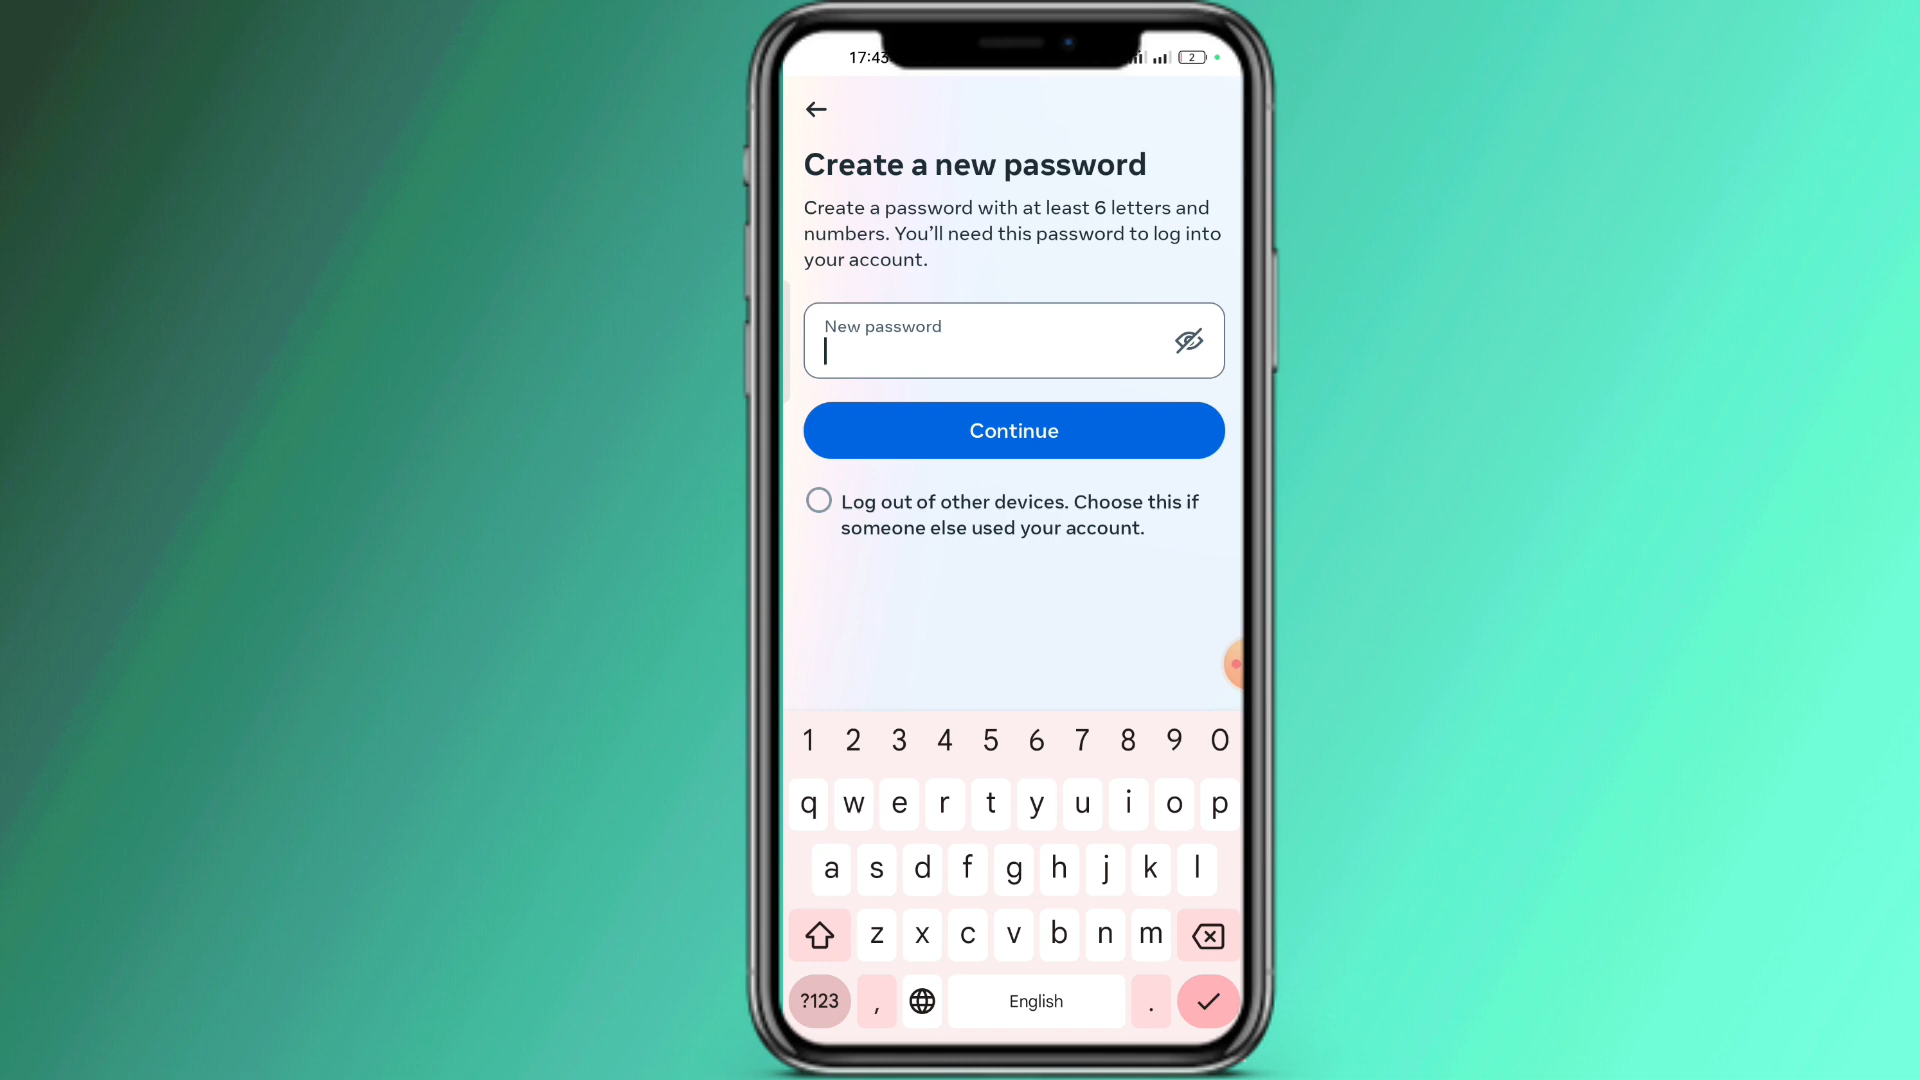 17:43
2
Create a new password
Create a password with at least 6 letters and
numbers. You’ll need this password to log into
your account.
New password
Continue
Log out of other devices. Choose this if
someone else used your account.
1 2 3 4 5 6 7 8 9 0
q w e r t y u i o p
a s d f g h j k l
z x c v b n m
?123 , English .